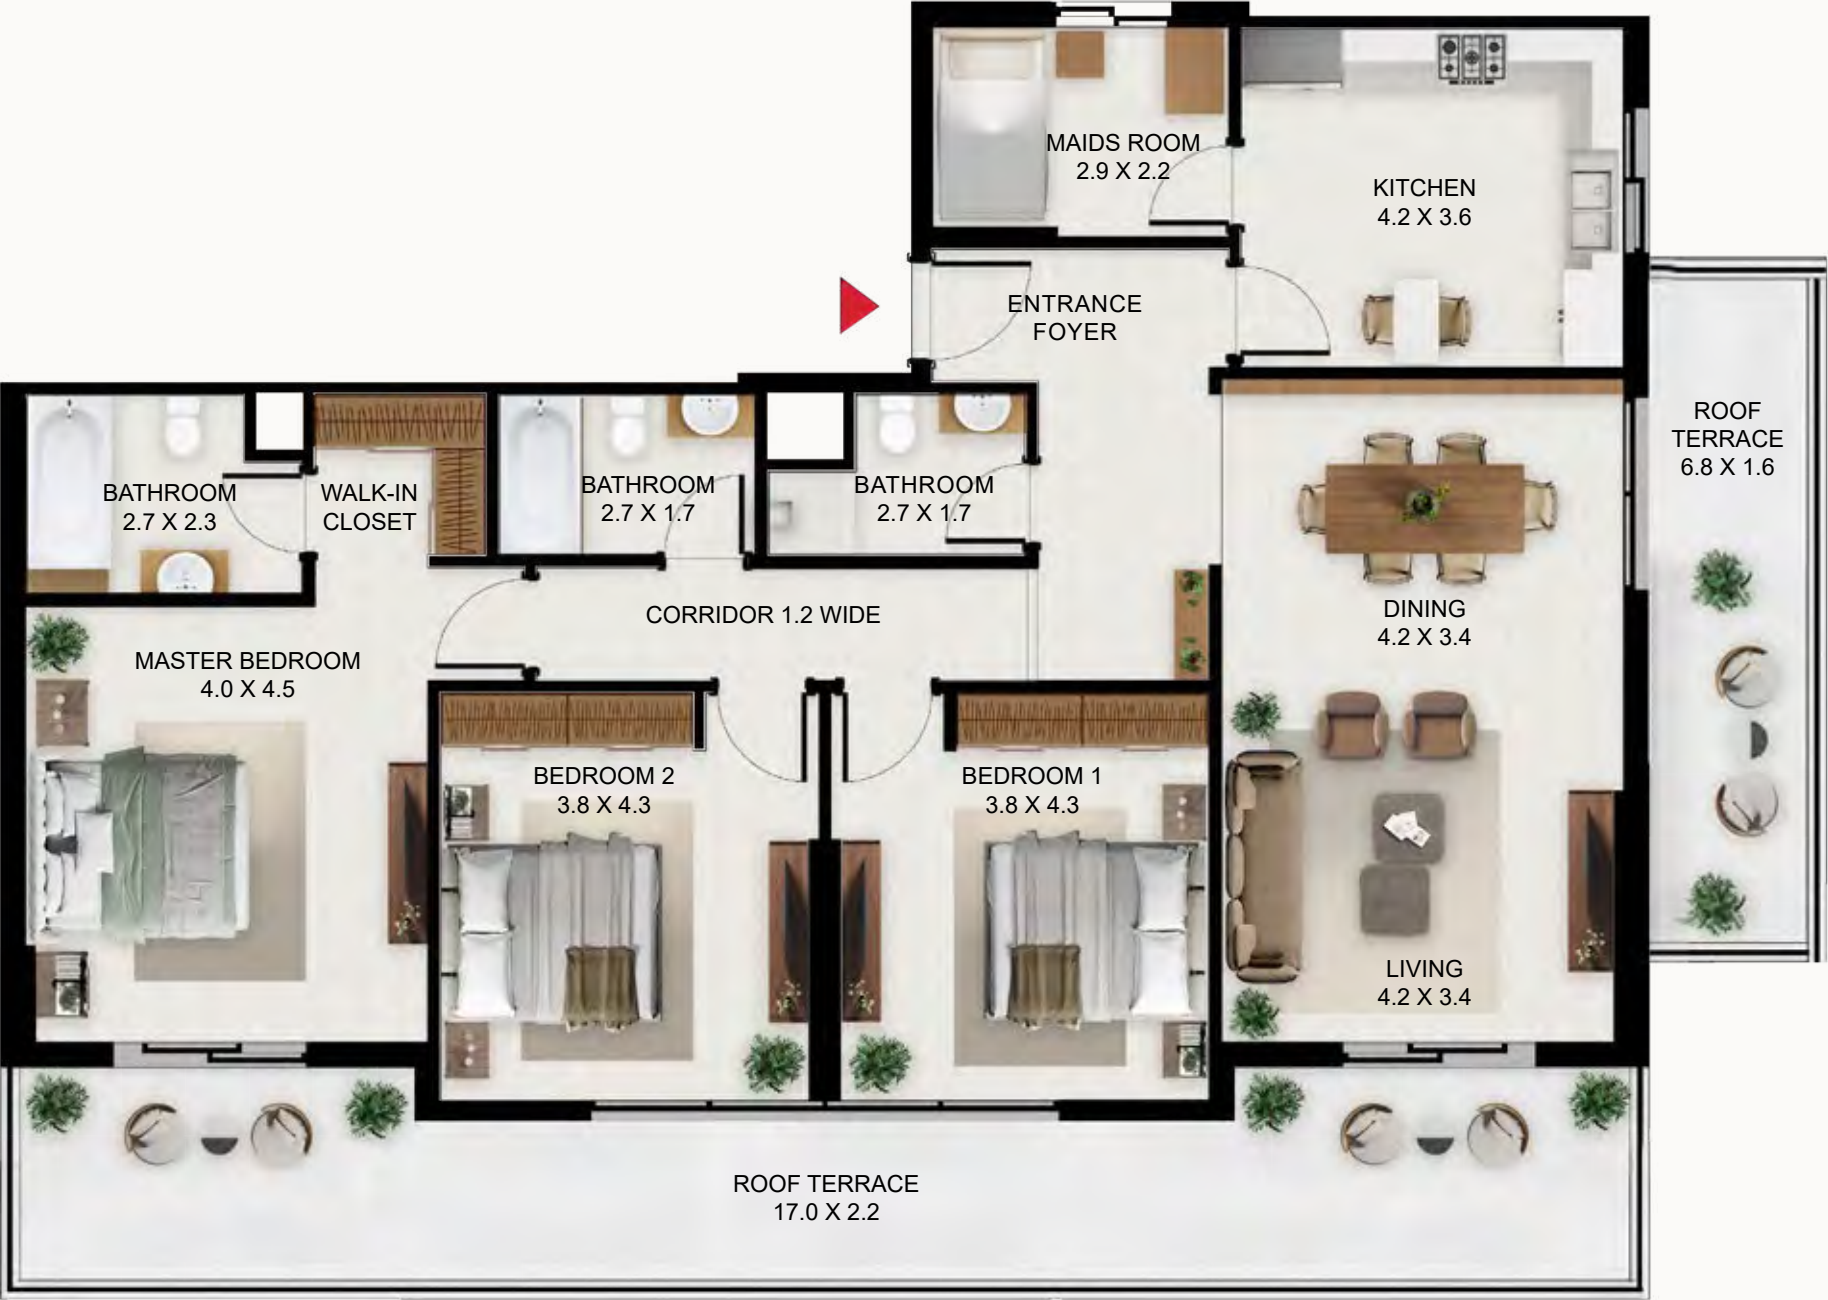 MAIDS ROOM
2.9 X 2.2
KITCHEN
4.2 X 3.6
ENTRANCE
FOYER
ROOF
TERRACE
6.8 X 1.6
BATHROOM
2.7 X 2.3
WALK-IN
CLOSET
BATHROOM
2.7 X 1.7
BATHROOM
2.7 X 1.7
CORRIDOR 1.2 WIDE
DINING
4.2 X 3.4
MASTER BEDROOM
4.0 X 4.5
BEDROOM 2
3.8 X 4.3
BEDROOM 1
3.8 X 4.3
LIVING
4.2 X 3.4
ROOF TERRACE
17.0 X 2.2